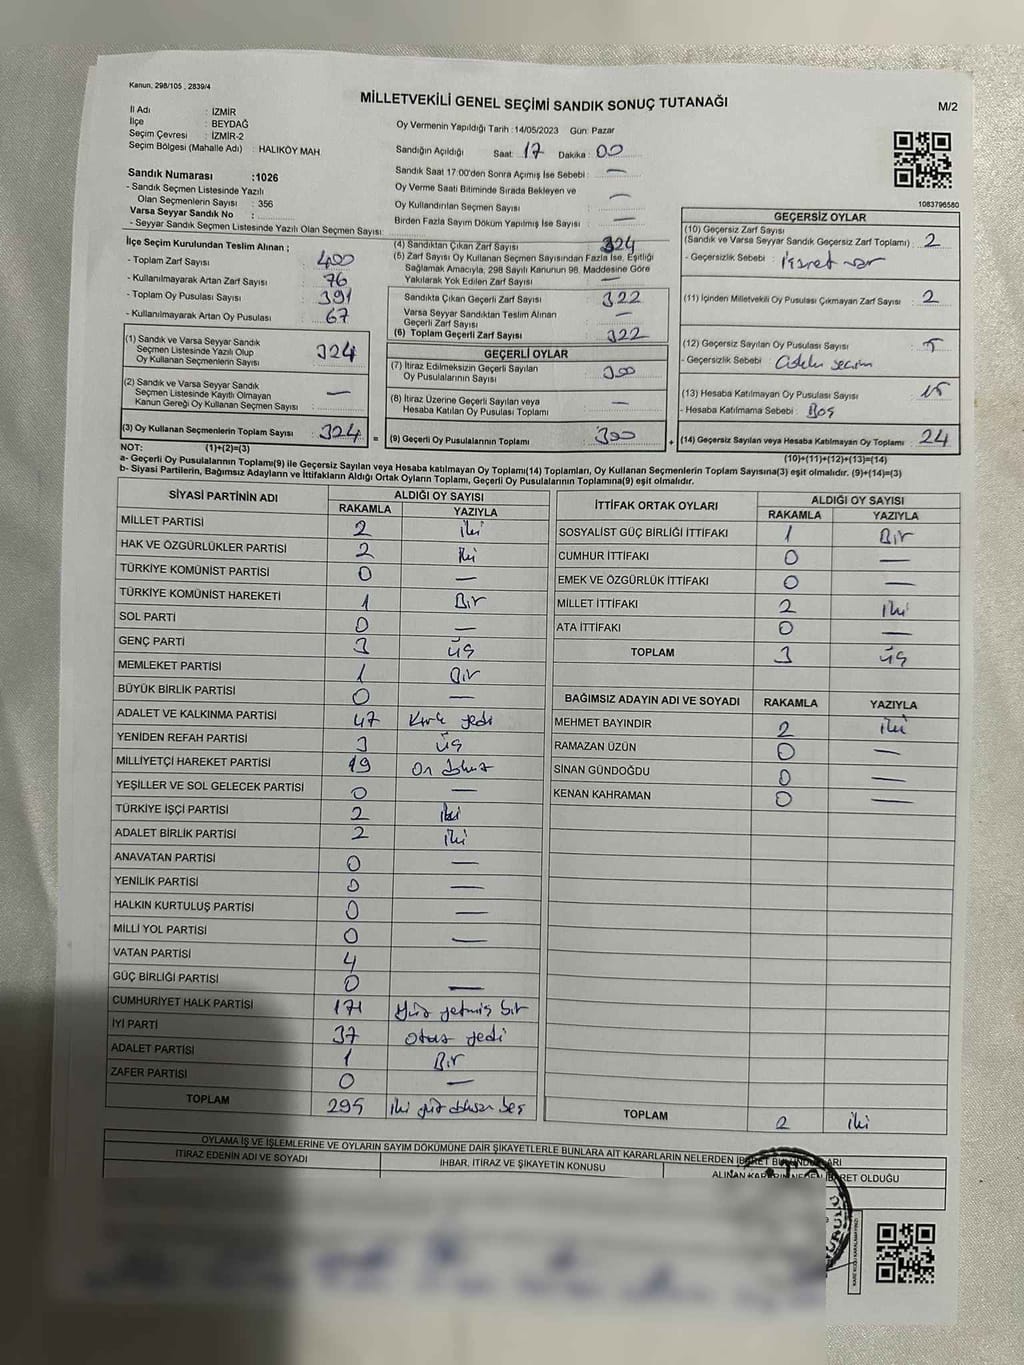 Kanun, 298/105 , 2839/4
MİLLETVEKİLİ GENEL SEÇİMİ SANDIK SONUÇ TUTANAĞI
M/2
İl Adı : İZMİR
İlçe : BEYDAĞ
Seçim Çevresi : İZMİR-2
Seçim Bölgesi (Mahalle Adı) : HALIKÖY MAH.
Sandık Numarası :1026
- Sandık Seçmen Listesinde Yazılı
Olan Seçmenlerin Sayısı : 356
Varsa Seyyar Sandık No :
- Seyyar Sandık Seçmen Listesinde Yazılı Olan Seçmen Sayısı:
Oy Vermenin Yapıldığı Tarih :14/05/2023 Gün: Pazar
Sandığın Açıldığı Saat: 17 Dakika : 00
Sandık Saat 17:00'den Sonra Açımış İse Sebebi : —
Oy Verme Saati Bitiminde Sırada Bekleyen ve
Oy Kullandırılan Seçmen Sayısı —
Birden Fazla Sayım Döküm Yapılmış İse Sayısı —
1083796580
İlçe Seçim Kurulundan Teslim Alınan ;
- Toplam Zarf Sayısı : 400
- Kullanılmayarak Artan Zarf Sayısı : 76
- Toplam Oy Pusulası Sayısı : 391
- Kullanılmayarak Artan Oy Pusulası : 67
(1) Sandık ve Varsa Seyyar Sandık
Seçmen Listesinde Yazılı Olup
Oy Kullanan Seçmenlerin Sayısı : 324
(2) Sandık ve Varsa Seyyar Sandık
Seçmen Listesinde Kayıtlı Olmayan
Kanun Gereği Oy Kullanan Seçmen Sayısı : —
(3) Oy Kullanan Seçmenlerin Toplam Sayısı : 324 =
(4) Sandıktan Çıkan Zarf Sayısı 324
(5) Zarf Sayısı Oy Kullanan Seçmen Sayısından Fazla İse, Eşitliği
Sağlamak Amacıyla, 298 Sayılı Kanunun 98. Maddesine Göre
Yakılarak Yok Edilen Zarf Sayısı : —
Sandıkta Çıkan Geçerli Zarf Sayısı : 322
Varsa Seyyar Sandıktan Teslim Alınan
Geçerli Zarf Sayısı : —
(6) Toplam Geçerli Zarf Sayısı : 322
GEÇERLİ OYLAR
(7) İtiraz Edilmeksizin Geçerli Sayılan
Oy Pusulalarının Sayısı : 300
(8) İtiraz Üzerine Geçerli Sayılan veya
Hesaba Katılan Oy Pusulası Toplamı : —
(9) Geçerli Oy Pusulalarının Toplamı : 300 +
GEÇERSİZ OYLAR
(10) Geçersiz Zarf Sayısı
(Sandık ve Varsa Seyyar Sandık Geçersiz Zarf Toplamı) : 2
- Geçersizlik Sebebi : İşaret var
(11) İçinden Milletvekili Oy Pusulası Çıkmayan Zarf Sayısı : 2
(12) Geçersiz Sayılan Oy Pusulası Sayısı : 5
- Geçersizlik Sebebi
(13) Hesaba Katılmayan Oy Pusulası Sayısı : 15
- Hesaba Katılmama Sebebi : Boş
(14) Geçersiz Sayılan veya Hesaba Katılmayan Oy Toplamı : 24
NOT: (1)+(2)=(3)
(10)+(11)+(12)+(13)=(14)
a- Geçerli Oy Pusulalarının Toplamı(9) ile Geçersiz Sayılan veya Hesaba katılmayan Oy Toplamı(14) Toplamları, Oy Kullanan Seçmenlerin Toplam Sayısına(3) eşit olmalıdır. (9)+(14)=(3)
b- Siyasi Partilerin, Bağımsız Adayların ve İttifakların Aldığı Ortak Oyların Toplamı, Geçerli Oy Pusulalarının Toplamına(9) eşit olmalıdır.
SİYASİ PARTİNİN ADI ALDIĞI OY SAYISI
RAKAMLA YAZIYLA
MİLLET PARTİSİ 2 iki
HAK VE ÖZGÜRLÜKLER PARTİSİ 2 iki
TÜRKİYE KOMÜNİST PARTİSİ 0 —
TÜRKİYE KOMÜNİST HAREKETİ 1 Bir
SOL PARTİ 0 —
GENÇ PARTİ 3 üç
MEMLEKET PARTİSİ 1 Bir
BÜYÜK BİRLİK PARTİSİ 0 —
ADALET VE KALKINMA PARTİSİ 47 Kırk yedi
YENİDEN REFAH PARTİSİ 3 üç
MİLLİYETÇİ HAREKET PARTİSİ 19 On dokuz
YEŞİLLER VE SOL GELECEK PARTİSİ 0 —
TÜRKİYE İŞÇİ PARTİSİ 2 iki
ADALET BİRLİK PARTİSİ 2 iki
ANAVATAN PARTİSİ 0 —
YENİLİK PARTİSİ 0 —
HALKIN KURTULUŞ PARTİSİ 0 —
MİLLİ YOL PARTİSİ 0 —
VATAN PARTİSİ 4
GÜÇ BİRLİĞİ PARTİSİ 0 —
CUMHURİYET HALK PARTİSİ 171 Yüz yetmiş bir
İYİ PARTİ 37 Otuz yedi
ADALET PARTİSİ 1 Bir
ZAFER PARTİSİ 0 —
TOPLAM 295 iki yüz doksan beş
İTTİFAK ORTAK OYLARI ALDIĞI OY SAYISI
RAKAMLA YAZIYLA
SOSYALİST GÜÇ BİRLİĞİ İTTİFAKI 1 Bir
CUMHUR İTTİFAKI 0 —
EMEK VE ÖZGÜRLÜK İTTİFAKI 0 —
MİLLET İTTİFAKI 2 iki
ATA İTTİFAKI 0 —
TOPLAM 3 üç
BAĞIMSIZ ADAYIN ADI VE SOYADI RAKAMLA YAZIYLA
MEHMET BAYINDIR 2 iki
RAMAZAN ÜZÜN 0 —
SİNAN GÜNDOĞDU 0 —
KENAN KAHRAMAN 0 —
TOPLAM 2 iki
OYLAMA İŞ VE İŞLEMLERİNE VE OYLARIN SAYIM DÖKÜMÜNE DAİR ŞİKAYETLERLE BUNLARA AİT KARARLARIN NELERDEN İBARET BULUNDUKLARI
İTİRAZ EDENİN ADI VE SOYADI İHBAR, İTİRAZ VE ŞİKAYETİN KONUSU ALINAN KARARIN NEDEN İBARET OLDUĞU